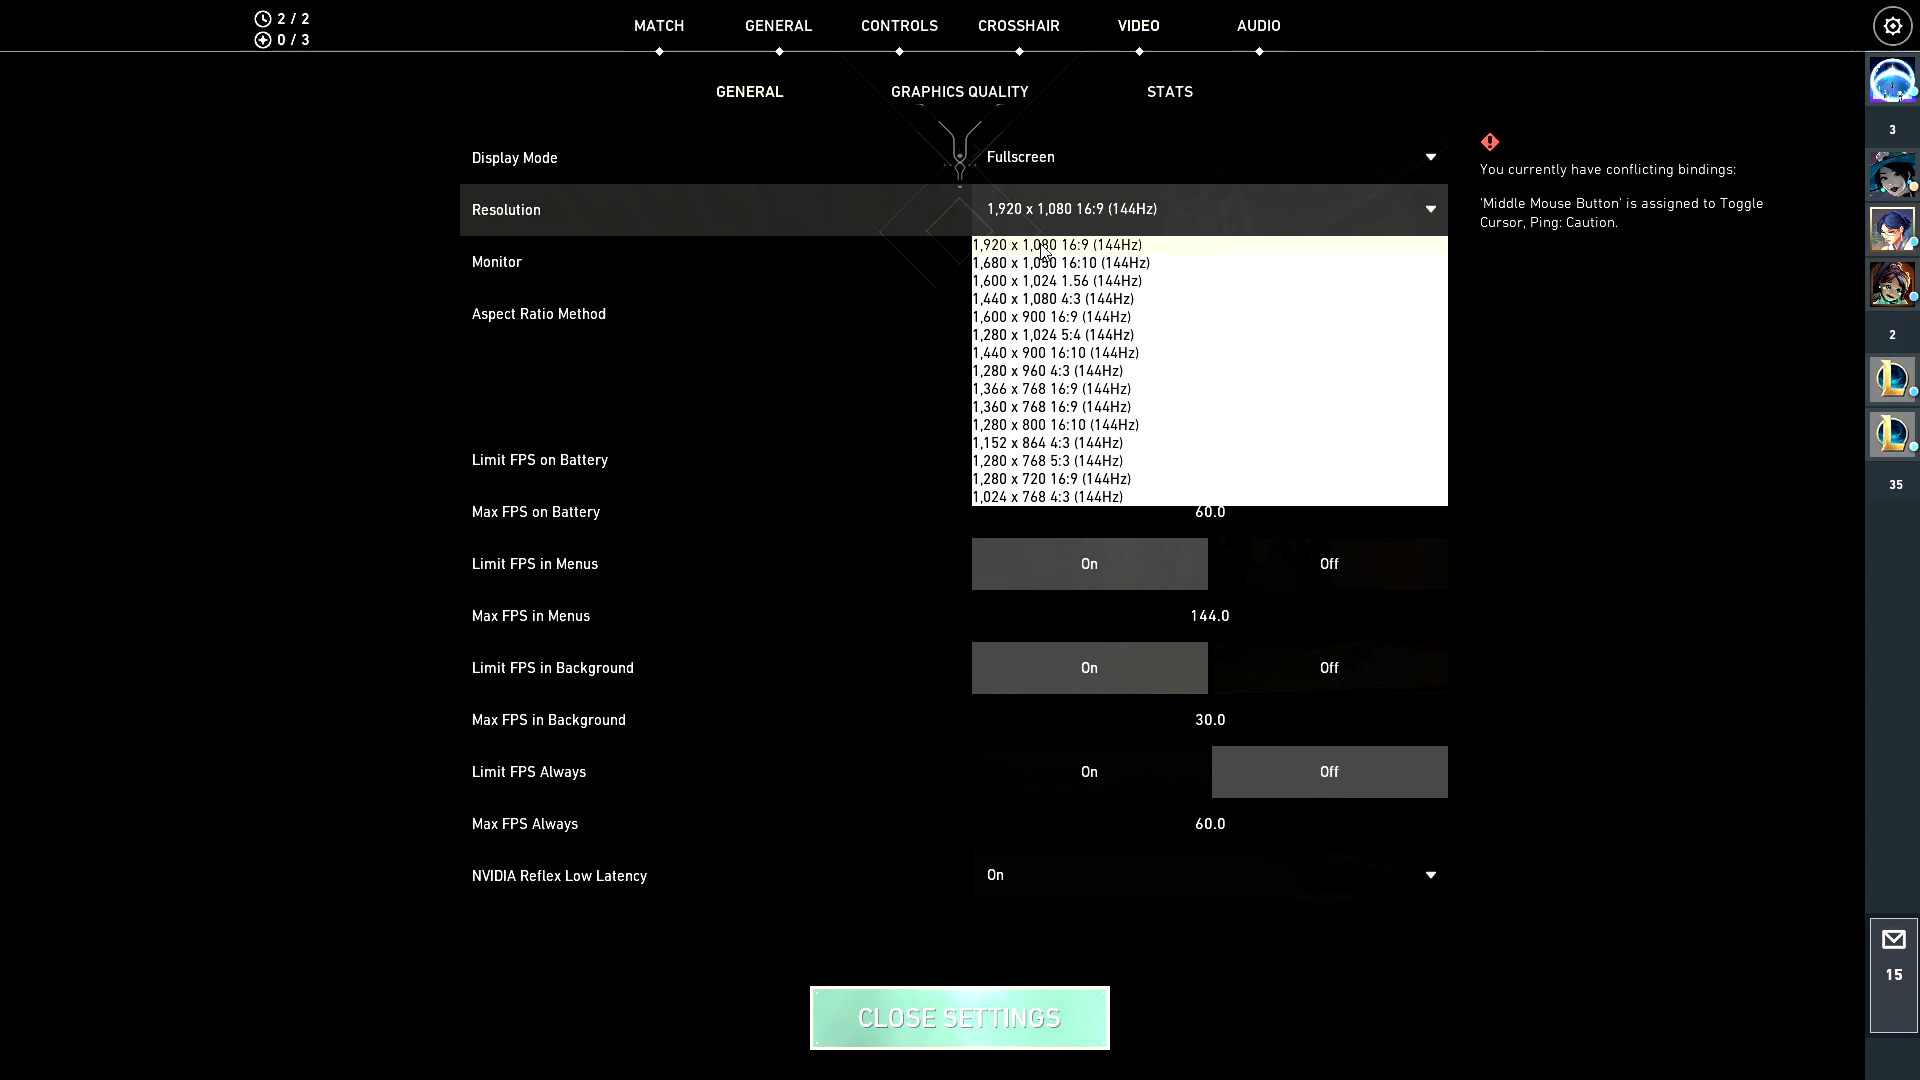 2 / 2
0 / 3
MATCH GENERAL CONTROLS CROSSHAIR VIDEO AUDIO
GENERAL GRAPHICS QUALITY STATS
Display Mode Fullscreen
Resolution 1,920 x 1,080 16:9 (144Hz)
1,920 x 1,080 16:9 (144Hz)
Monitor
1,680 x 1,050 16:10 (144Hz)
1,600 x 1,024 1.56 (144Hz)
1,440 x 1,080 4:3 (144Hz)
Aspect Ratio Method
1,600 x 900 16:9 (144Hz)
1,280 x 1,024 5:4 (144Hz)
1,440 x 900 16:10 (144Hz)
1,280 x 960 4:3 (144Hz)
1,366 x 768 16:9 (144Hz)
1,360 x 768 16:9 (144Hz)
1,280 x 800 16:10 (144Hz)
1,152 x 864 4:3 (144Hz)
1,280 x 768 5:3 (144Hz)
1,280 x 720 16:9 (144Hz)
1,024 x 768 4:3 (144Hz)
Limit FPS on Battery
Max FPS on Battery 60.0
Limit FPS in Menus On Off
Max FPS in Menus 144.0
Limit FPS in Background On Off
Max FPS in Background 30.0
Limit FPS Always On Off
Max FPS Always 60.0
NVIDIA Reflex Low Latency On
CLOSE SETTINGS
You currently have conflicting bindings:
'Middle Mouse Button' is assigned to Toggle
Cursor, Ping: Caution.
3
2
35
15